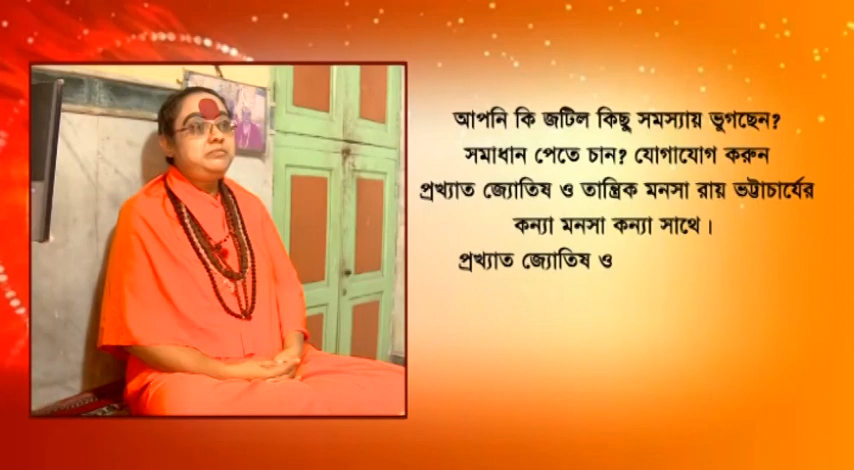 আপনি কি জটিল কিছু সমস্যায় ভুগছেন?
সমাধান পেতে চান? যোগাযোগ করুন
প্রখ্যাত জ্যোতিষ ও তান্ত্রিক মনসা রায় ভট্টাচার্যের
কন্যা মনসা কন্যা সাথে।
প্রখ্যাত জ্যোতিষ ও